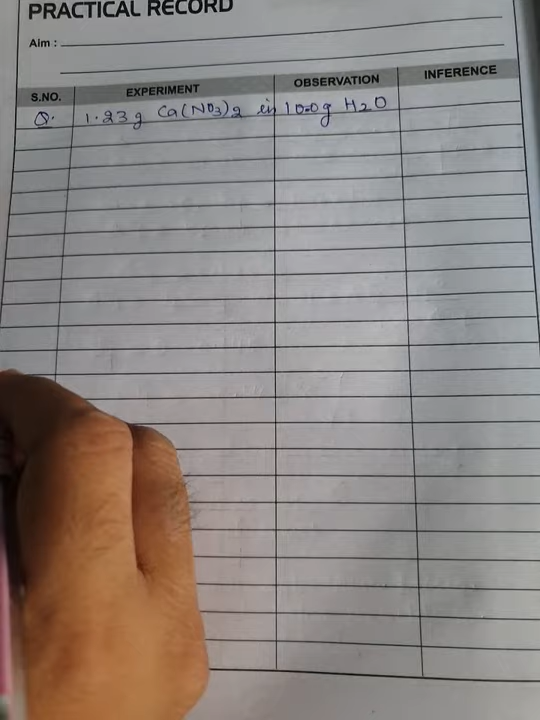 PRACTICAL RECORD
Aim :
S.NO. EXPERIMENT OBSERVATION INFERENCE
Q. 1.23g Ca(NO3)2 in 10.0g H2O